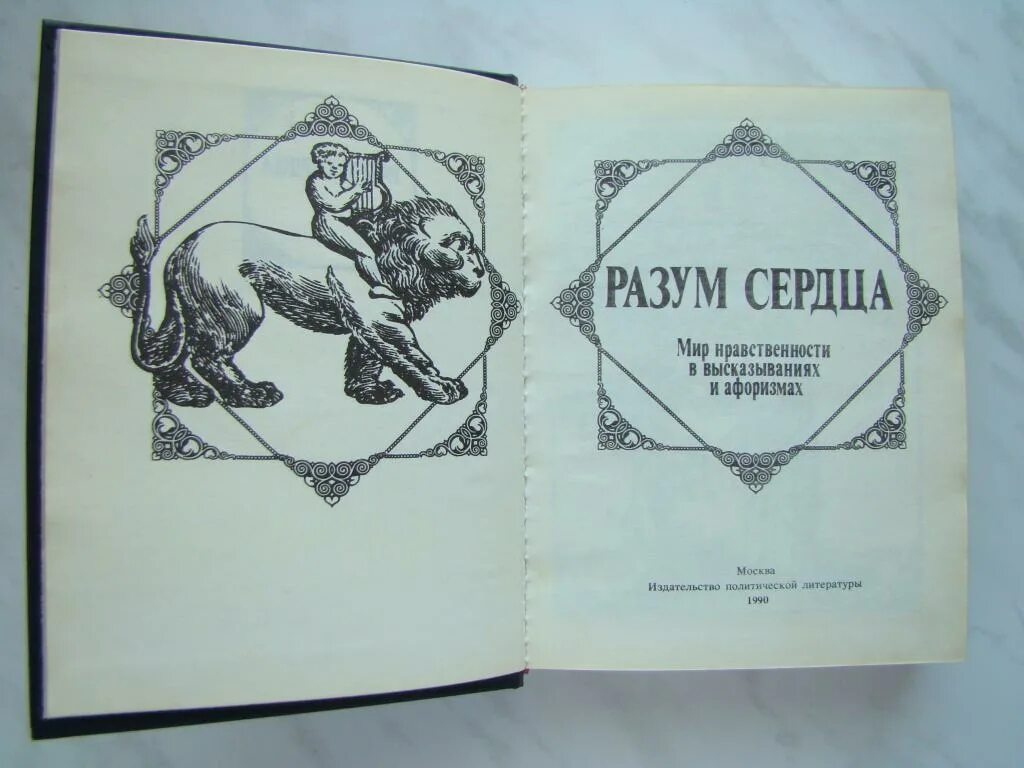 РАЗУМ СЕРДЦА
Мир нравственности
в высказываниях
и афоризмах
Москва
Издательство политической литературы
1990